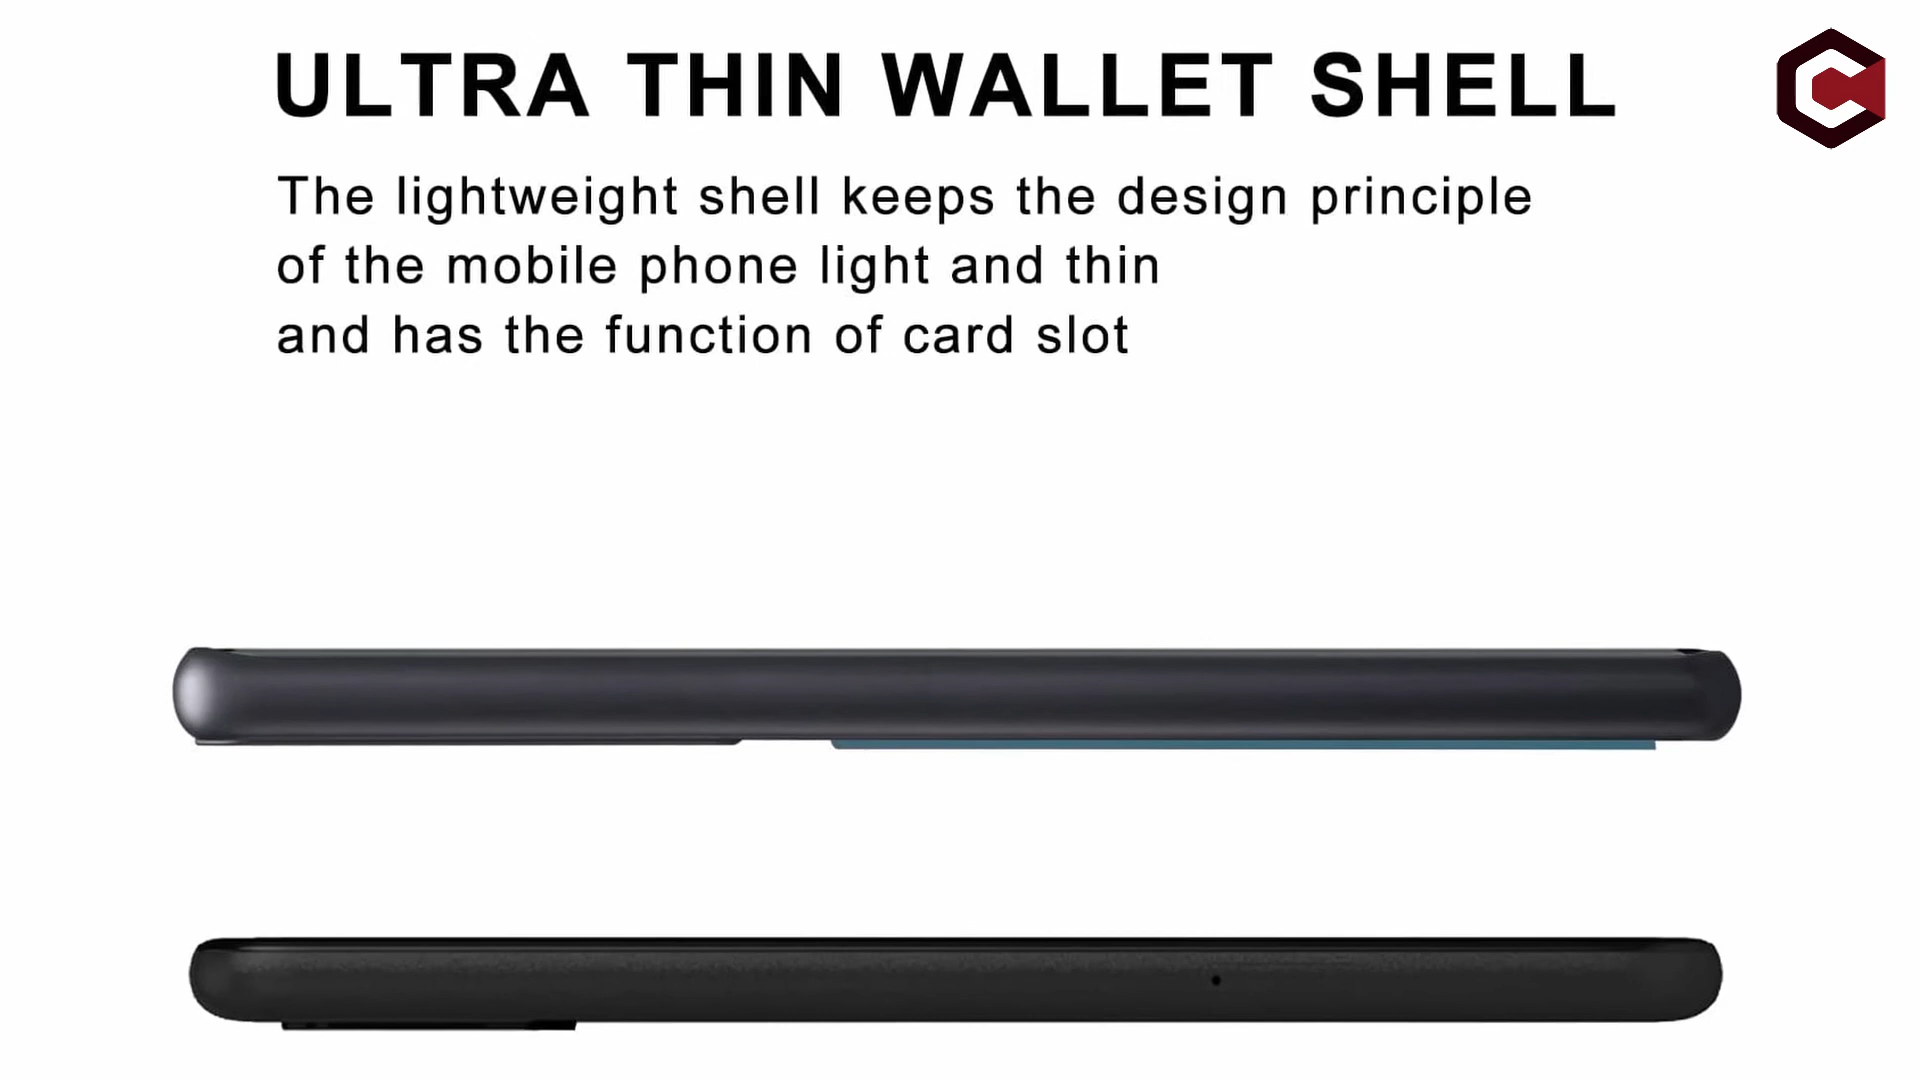 ULTRA THIN WALLET SHELL
The lightweight shell keeps the design principle
of the mobile phone light and thin
and has the function of card slot